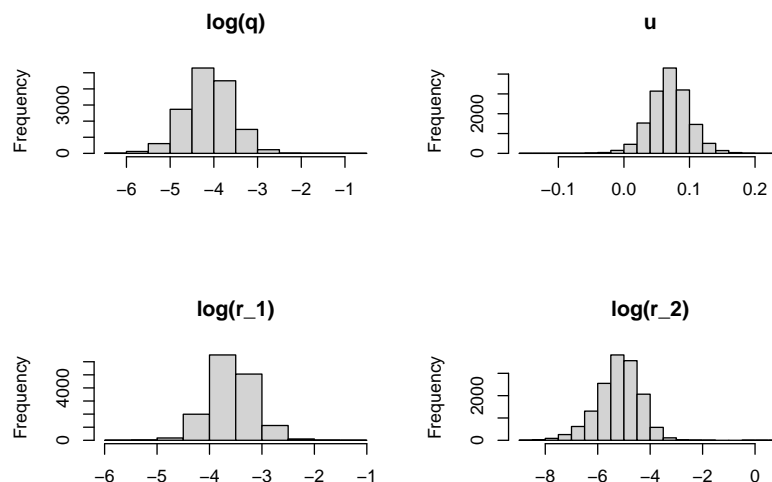 log(q)
Frequency
3000
0
−6 −5 −4 −3 −2 −1
u
Frequency
2000
0
−0.1 0.0 0.1 0.2
log(r_1)
Frequency
4000
0
−6 −5 −4 −3 −2 −1
log(r_2)
Frequency
2000
0
−8 −6 −4 −2 0